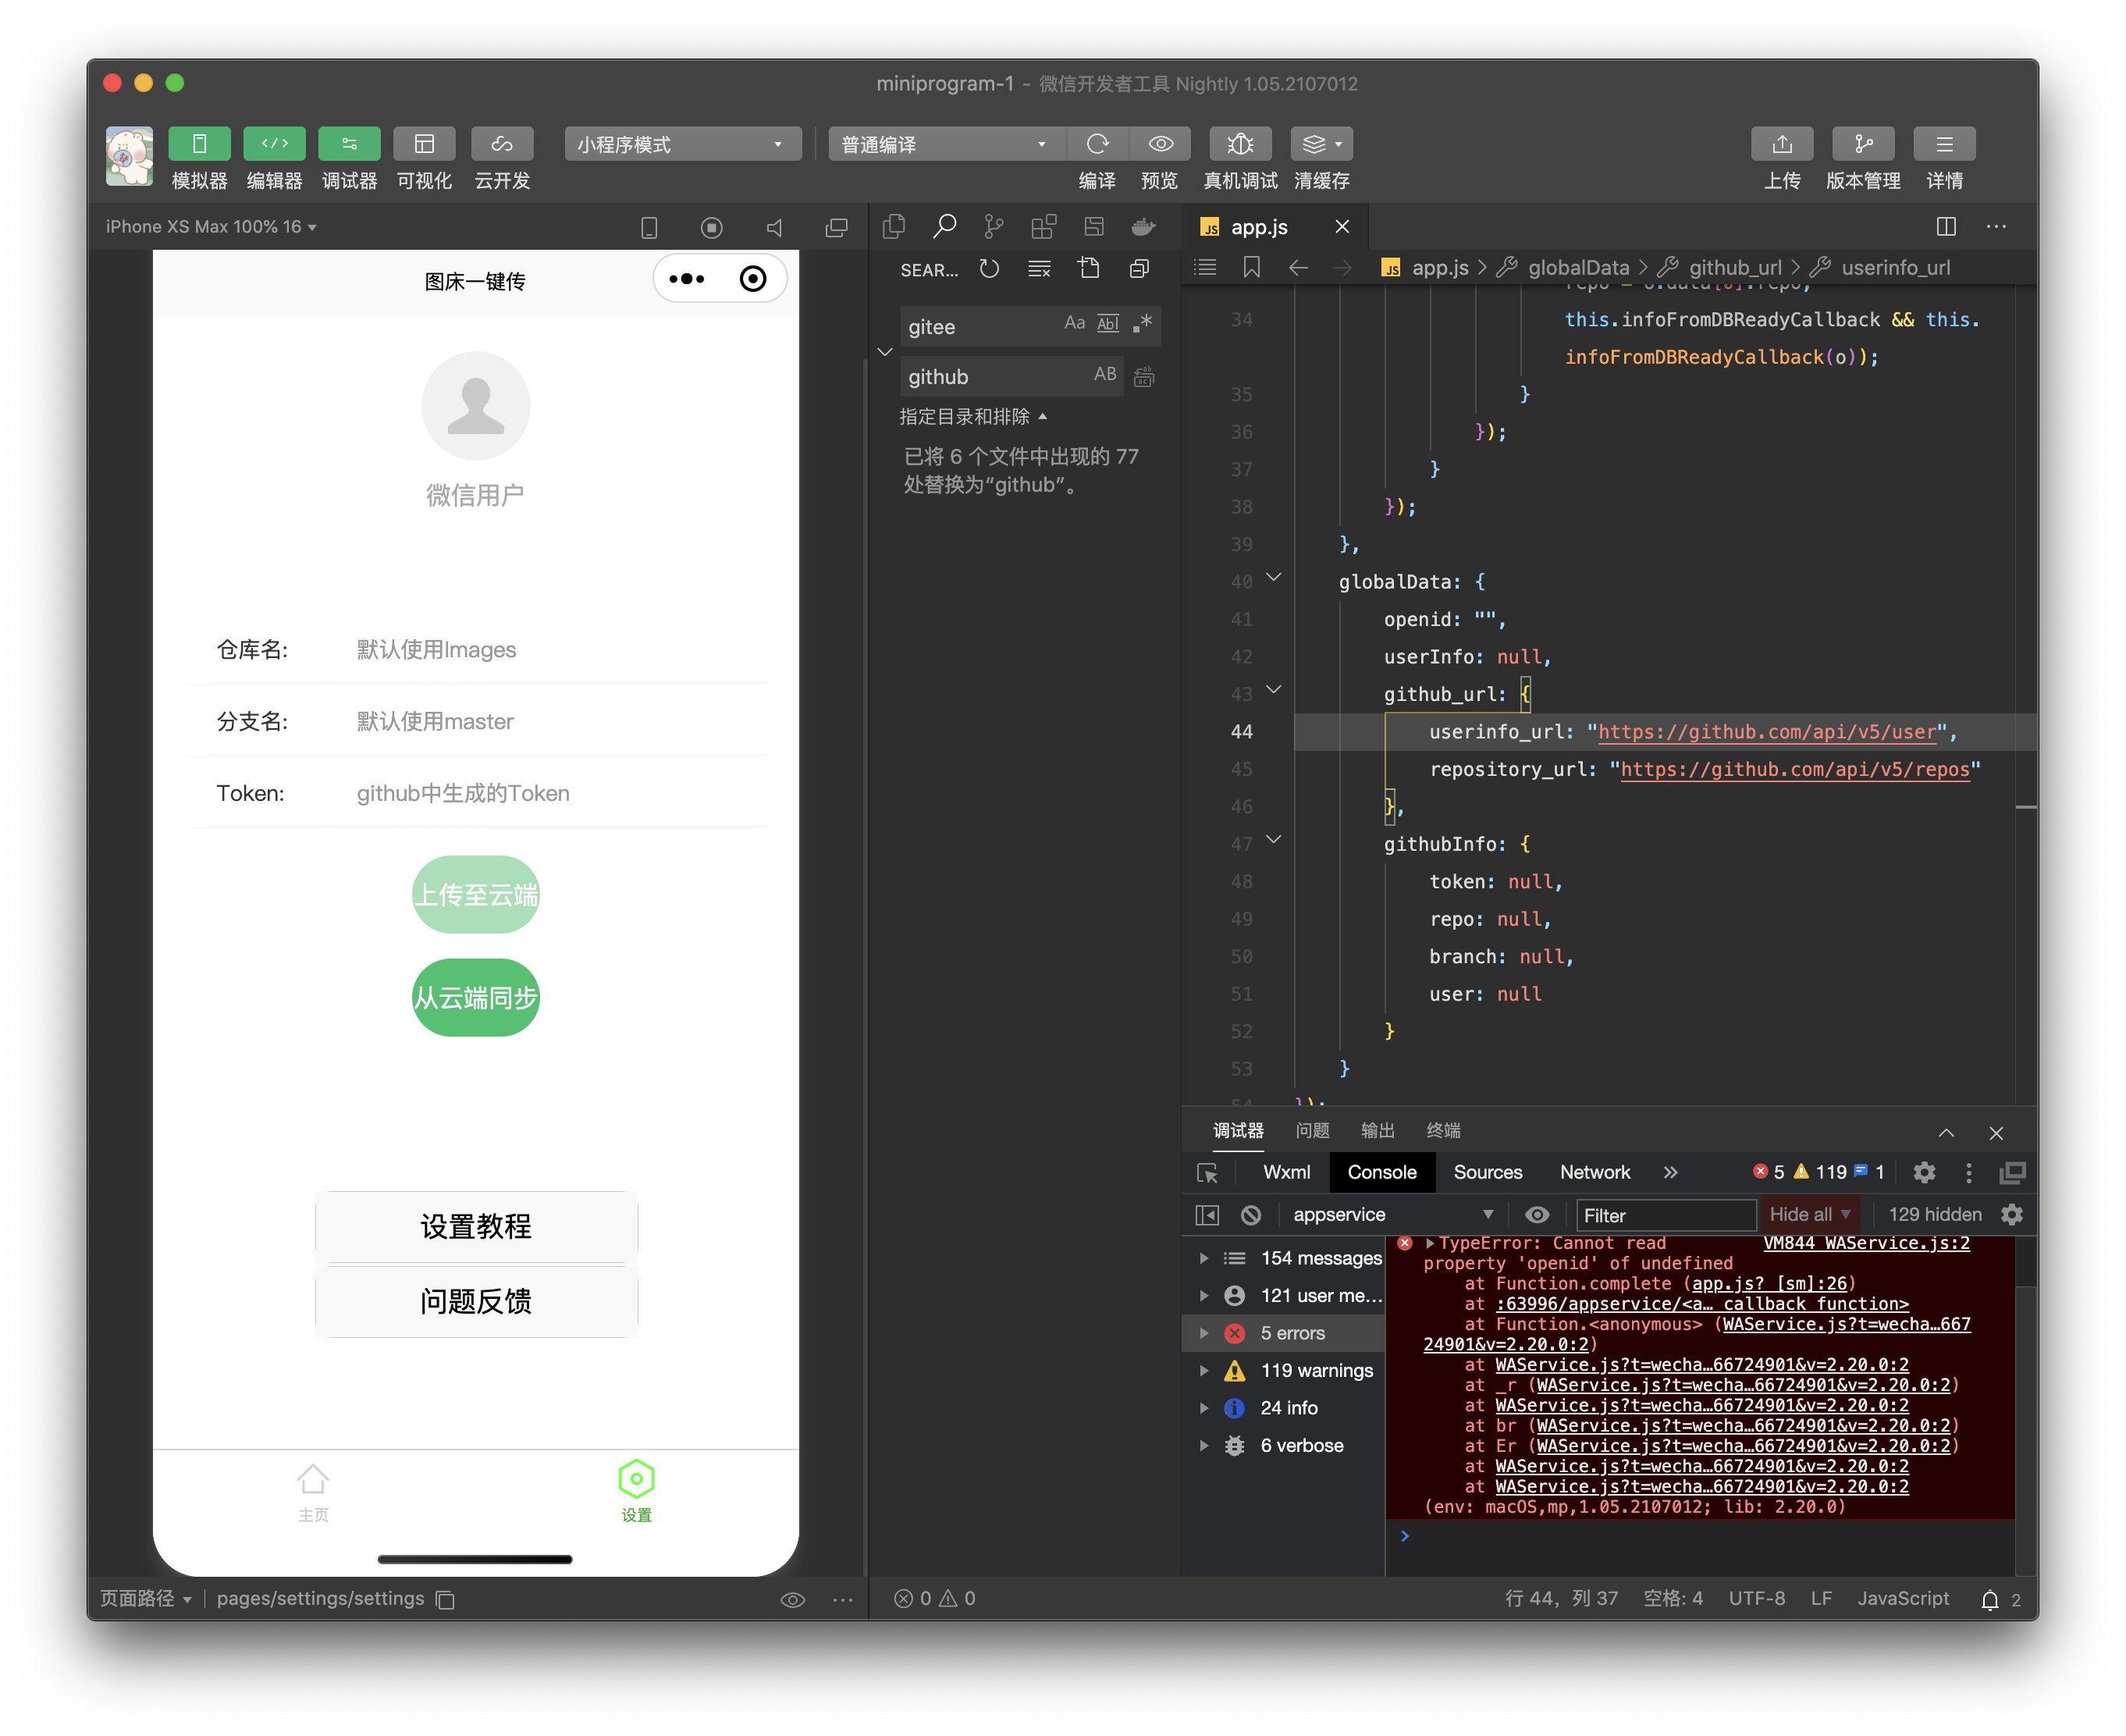 miniprogram-1 - 微信开发者工具 Nightly 1.05.2107012
模拟器
编辑器
调试器
可视化
云开发
小程序模式
普通编译
编译
预览
真机调试
清缓存
上传
版本管理
详情
iPhone XS Max 100% 16
图床一键传
微信用户
仓库名:
默认使用Images
分支名:
默认使用master
Token:
github中生成的Token
上传至云端
从云端同步
设置教程
问题反馈
主页
设置
页面路径
pages/settings/settings
SEAR...
gitee
Aa Abl .*
github
AB
指定目录和排除
已将 6 个文件中出现的 77
处替换为“github”。
JS app.js
JS app.js > globalData > github_url > userinfo_url
repo = o.data[0].repo,
34 this.infoFromDBReadyCallback && this.
infoFromDBReadyCallback(o));
35 }
36 });
37 }
38 });
39 },
40 globalData: {
41 openid: "",
42 userInfo: null,
43 github_url: {
44 userinfo_url: "https://github.com/api/v5/user",
45 repository_url: "https://github.com/api/v5/repos"
46 },
47 githubInfo: {
48 token: null,
49 repo: null,
50 branch: null,
51 user: null
52 }
53 }
54 });
调试器 问题 输出 终端
Wxml Console Sources Network » 5 119 1
appservice
Filter
Hide all
129 hidden
154 messages
121 user me...
5 errors
119 warnings
24 info
6 verbose
TypeError: Cannot read VM844 WAService.js:2
property 'openid' of undefined
at Function.complete (app.js? [sm]:26)
at :63996/appservice/<a… callback function>
at Function.<anonymous> (WAService.js?t=wecha…667
24901&v=2.20.0:2)
at WAService.js?t=wecha…66724901&v=2.20.0:2
at _r (WAService.js?t=wecha…66724901&v=2.20.0:2)
at WAService.js?t=wecha…66724901&v=2.20.0:2
at br (WAService.js?t=wecha…66724901&v=2.20.0:2)
at Er (WAService.js?t=wecha…66724901&v=2.20.0:2)
at WAService.js?t=wecha…66724901&v=2.20.0:2
at WAService.js?t=wecha…66724901&v=2.20.0:2
(env: macOS,mp,1.05.2107012; lib: 2.20.0)
0 0
行 44，列 37 空格: 4 UTF-8 LF JavaScript 2